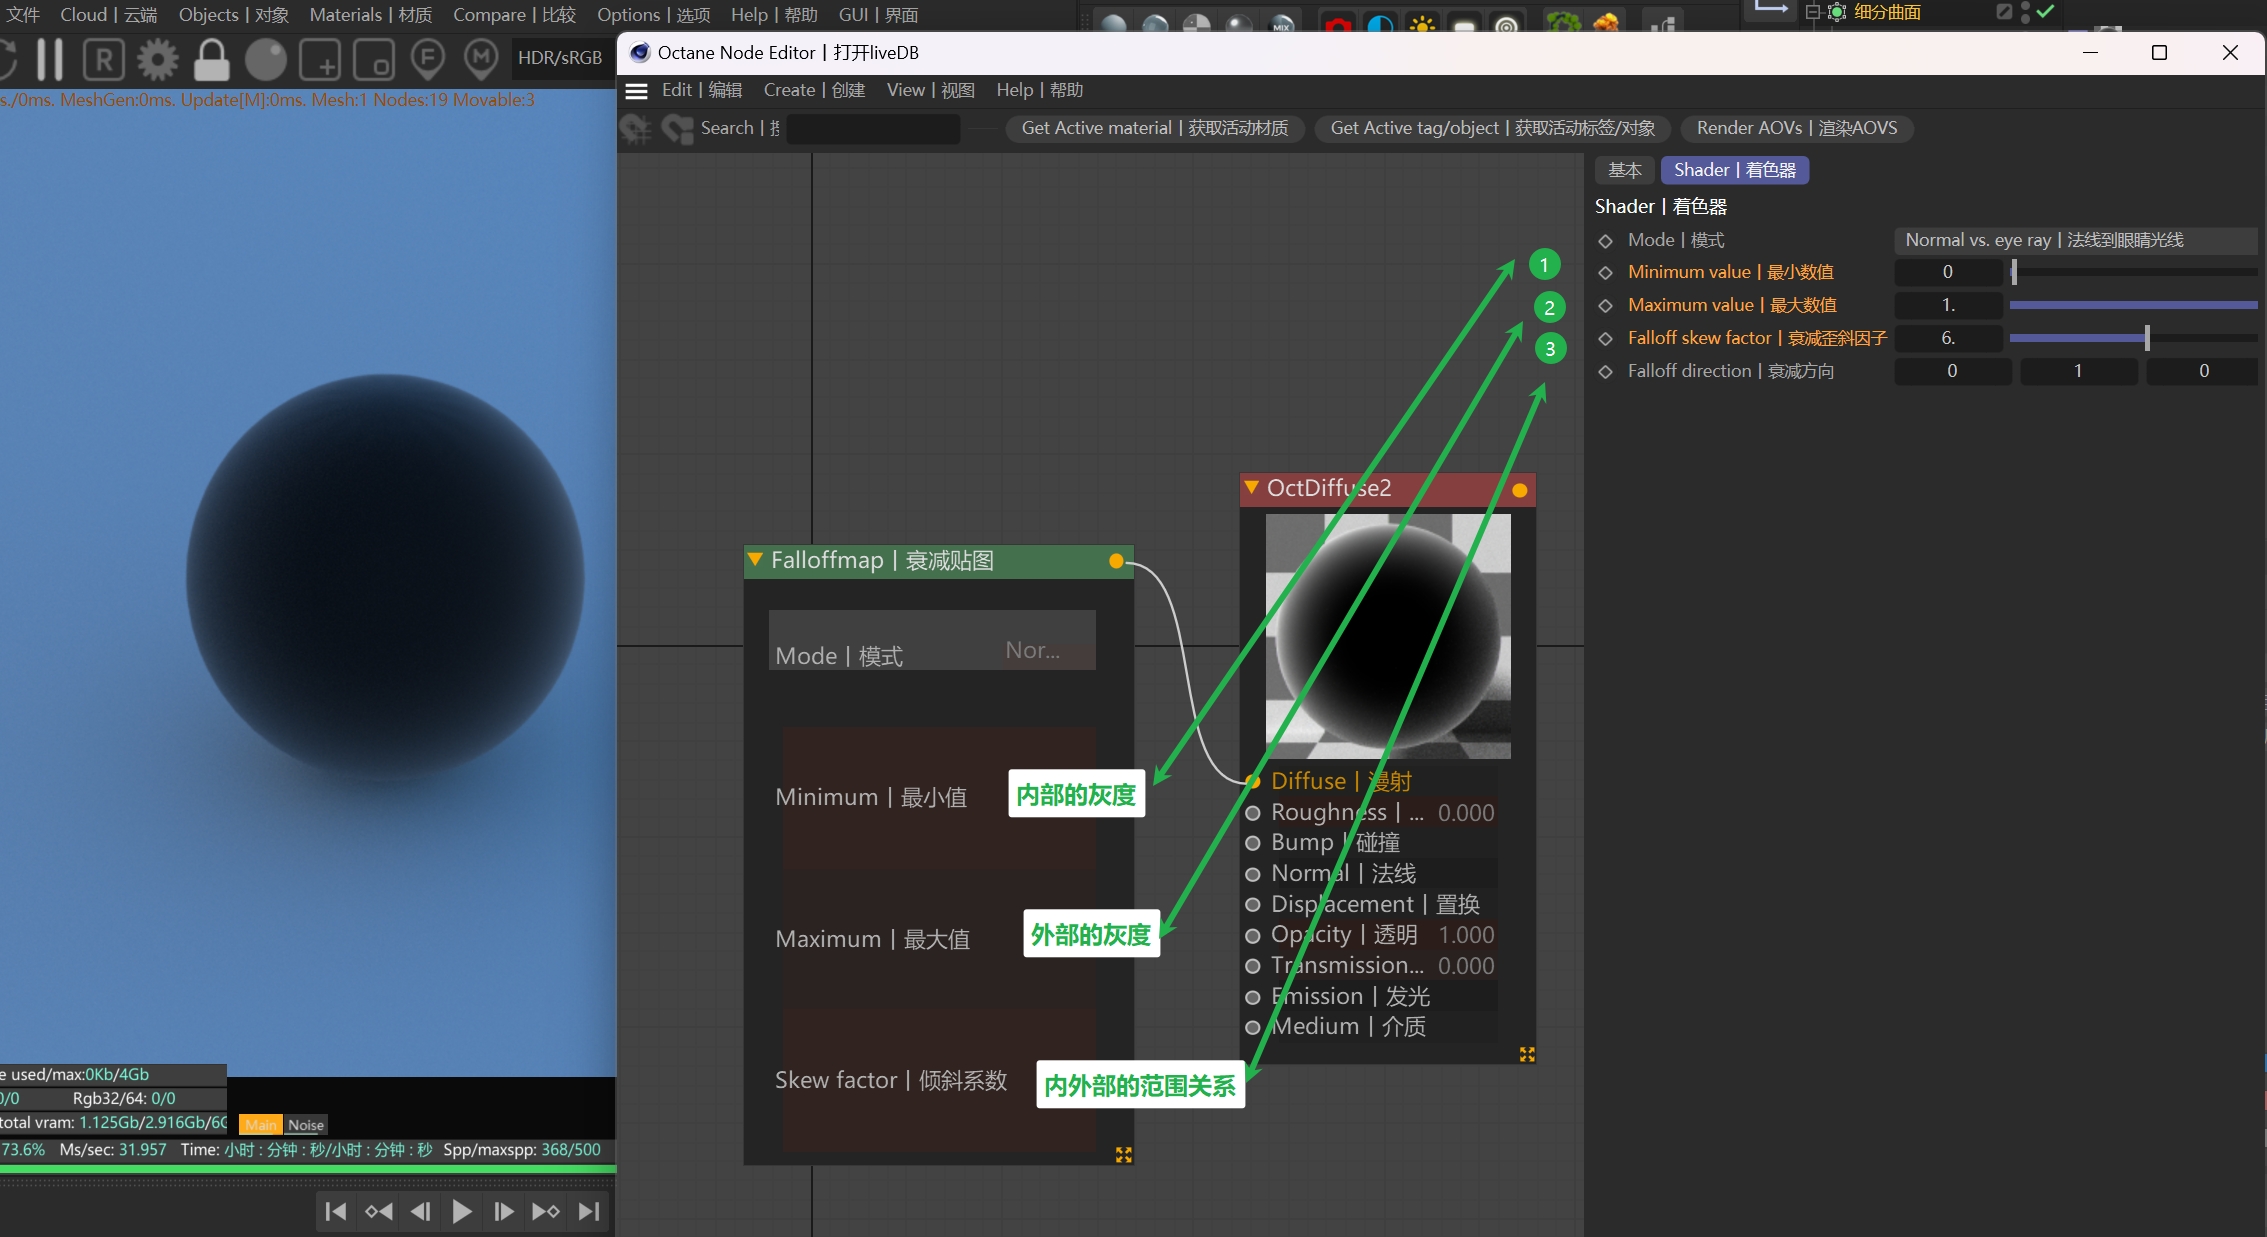 文件 Cloud | 云端 Objects | 对象 Materials | 材质 Compare | 比较 Options | 选项 Help | 帮助 GUI | 界面
R F M HDR/sRGB
s./0ms. MeshGen:0ms. Update[M]:0ms. Mesh:1 Nodes:19 Movable:3
MIX
细分曲面
Octane Node Editor | 打开liveDB
Edit | 编辑 Create | 创建 View | 视图 Help | 帮助
Search | Get Active material | 获取活动材质 Get Active tag/object | 获取活动标签/对象 Render AOVs | 渲染AOVS
基本 Shader | 着色器
Shader | 着色器
Mode | 模式 Normal vs. eye ray | 法线到眼睛光线
Minimum value | 最小数值 0
Maximum value | 最大数值 1.
Falloff skew factor | 衰减歪斜因子 6.
Falloff direction | 衰减方向 0 1 0
1
2
3
Falloffmap | 衰减贴图
Mode | 模式 Nor...
Minimum | 最小值 内部的灰度
Maximum | 最大值 外部的灰度
Skew factor | 倾斜系数 内外部的范围关系
OctDiffuse2
Diffuse | 漫射
Roughness | ... 0.000
Bump | 碰撞
Normal | 法线
Displacement | 置换
Opacity | 透明 1.000
Transmission... 0.000
Emission | 发光
Medium | 介质
e used/max:0Kb/4Gb
0/0 Rgb32/64: 0/0
total vram: 1.125Gb/2.916Gb/6G
Main Noise
73.6% Ms/sec: 31.957 Time: 小时 : 分钟 : 秒/小时 : 分钟 : 秒 Spp/maxspp: 368/500